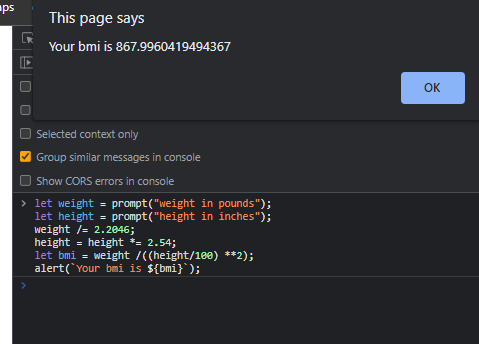 aps
This page says
Your bmi is 867.9960419494367
OK
Selected context only
Group similar messages in console
Show CORS errors in console
let weight = prompt("weight in pounds");
let height = prompt("height in inches");
weight /= 2.2046;
height = height *= 2.54;
let bmi = weight /((height/100) **2);
alert(`Your bmi is ${bmi}`);